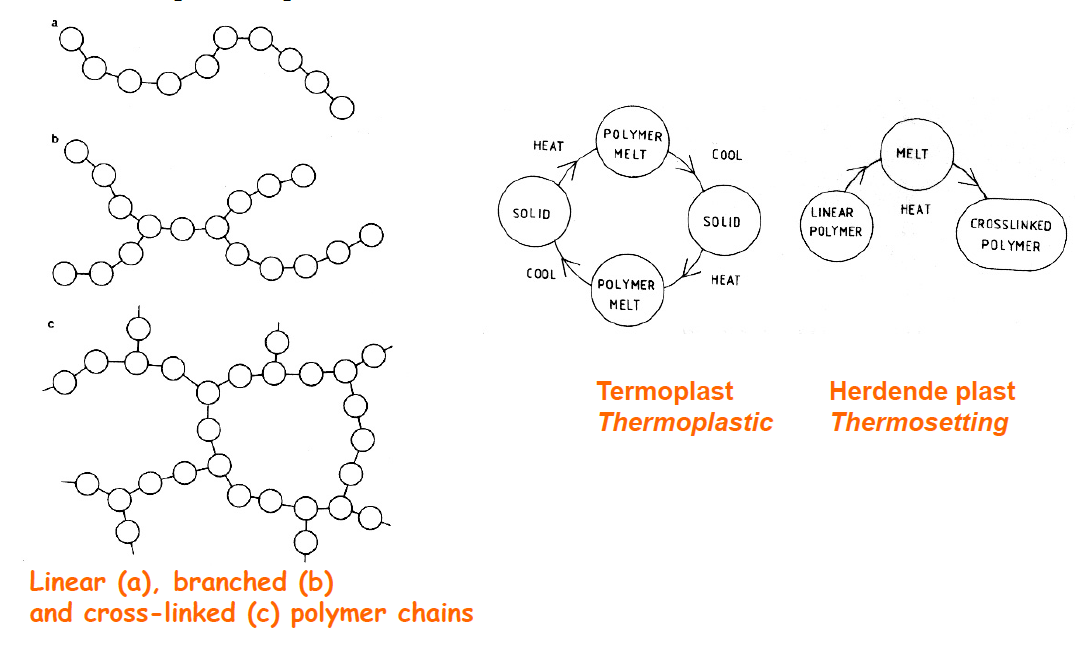 a
b
c
Linear (a), branched (b)
and cross-linked (c) polymer chains
POLYMER
MELT
HEAT
COOL
SOLID
SOLID
COOL
HEAT
POLYMER
MELT
Termoplast
Thermoplastic
MELT
LINEAR
POLYMER
HEAT
CROSSLINKED
POLYMER
Herdende plast
Thermosetting